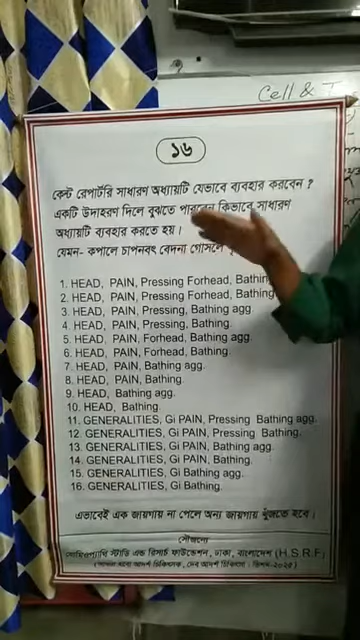 Cell & T
১৬
কেন্ট রেপার্টরি সাধারণ অধ্যায়টি যেভাবে ব্যবহার করবেন ?
একটি উদাহরণ দিলে বুঝতে পারবেন কিভাবে সাধারণ
অধ্যায়টি ব্যবহার করতে হয়।
যেমন- কপালে চাপনবৎ বেদনা গোসলে
1. HEAD, PAIN, Pressing Forehead, Bathing
2. HEAD, PAIN, Pressing Forehead, Bathing.
3. HEAD, PAIN, Pressing, Bathing agg.
4. HEAD, PAIN, Pressing, Bathing.
5. HEAD, PAIN, Forehead, Bathing agg.
6. HEAD, PAIN, Forehead, Bathing.
7. HEAD, PAIN, Bathing agg.
8. HEAD, PAIN, Bathing.
9. HEAD, Bathing agg.
10. HEAD, Bathing
11. GENERALITIES, Gi PAIN, Pressing Bathing agg.
12. GENERALITIES, Gi PAIN, Pressing Bathing.
13. GENERALITIES, Gi PAIN, Bathing agg.
14. GENERALITIES, Gi PAIN, Bathing.
15. GENERALITIES, Gi Bathing agg.
16. GENERALITIES, Gi Bathing.
এভাবেই এক জায়গায় না পেলে অন্য জায়গায় খুঁজতে হবে।
সৌজন্যে
হোমিওপ্যাথি স্টাডি এন্ড রিসার্চ ফাউন্ডেশন, ঢাকা, বাংলাদেশ (H.S.R.F)